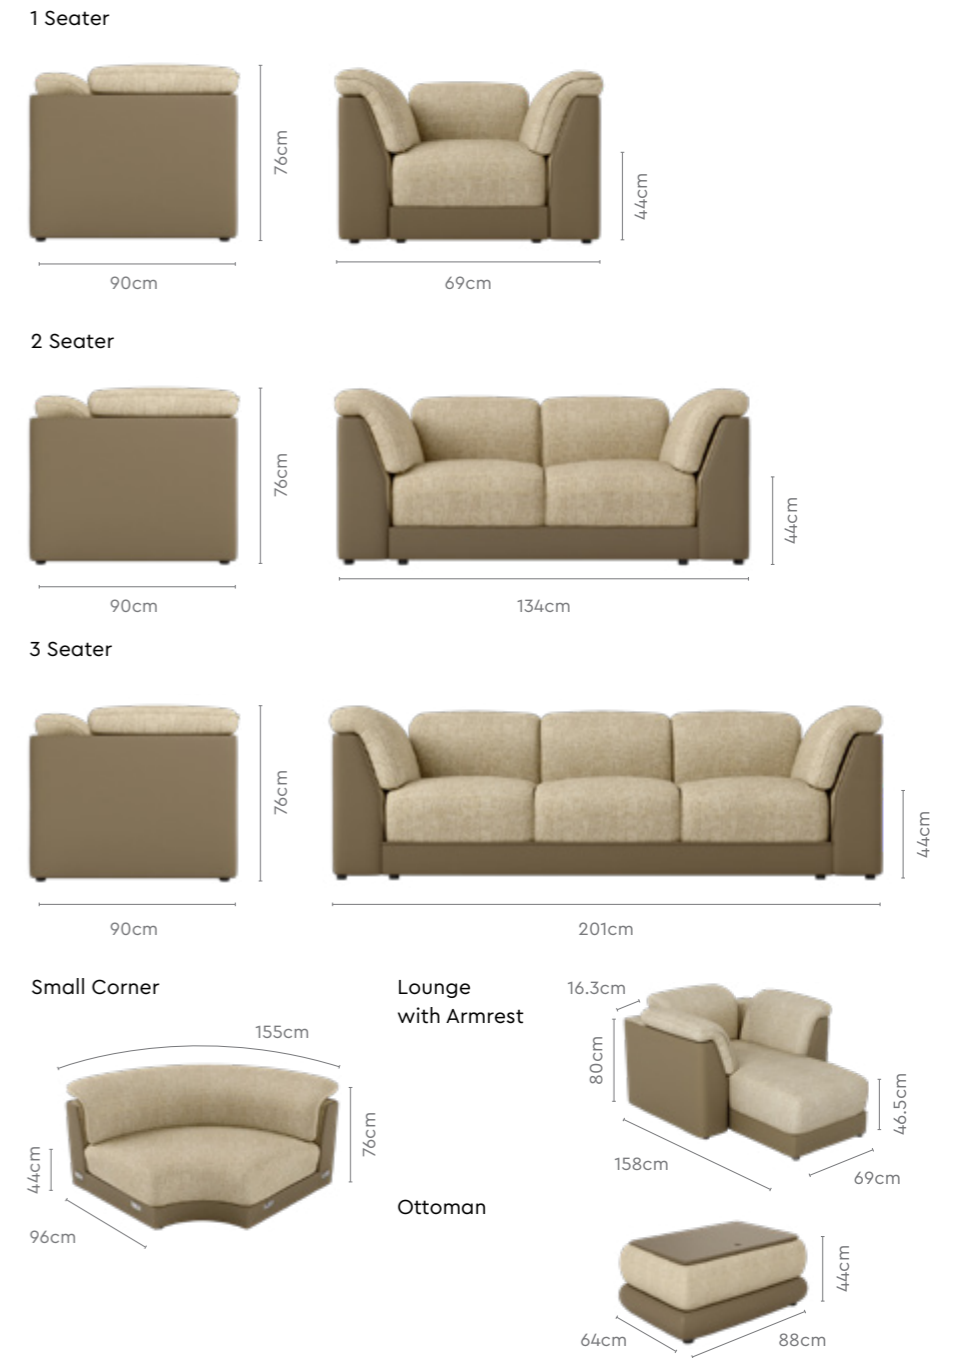 1 Seater
76cm
44cm
90cm
69cm
2 Seater
76cm
44cm
90cm
134cm
3 Seater
76cm
44cm
90cm
201cm
Small Corner
155cm
76cm
44cm
96cm
Lounge
with Armrest
16.3cm
80cm
46.5cm
158cm
69cm
Ottoman
44cm
64cm
88cm